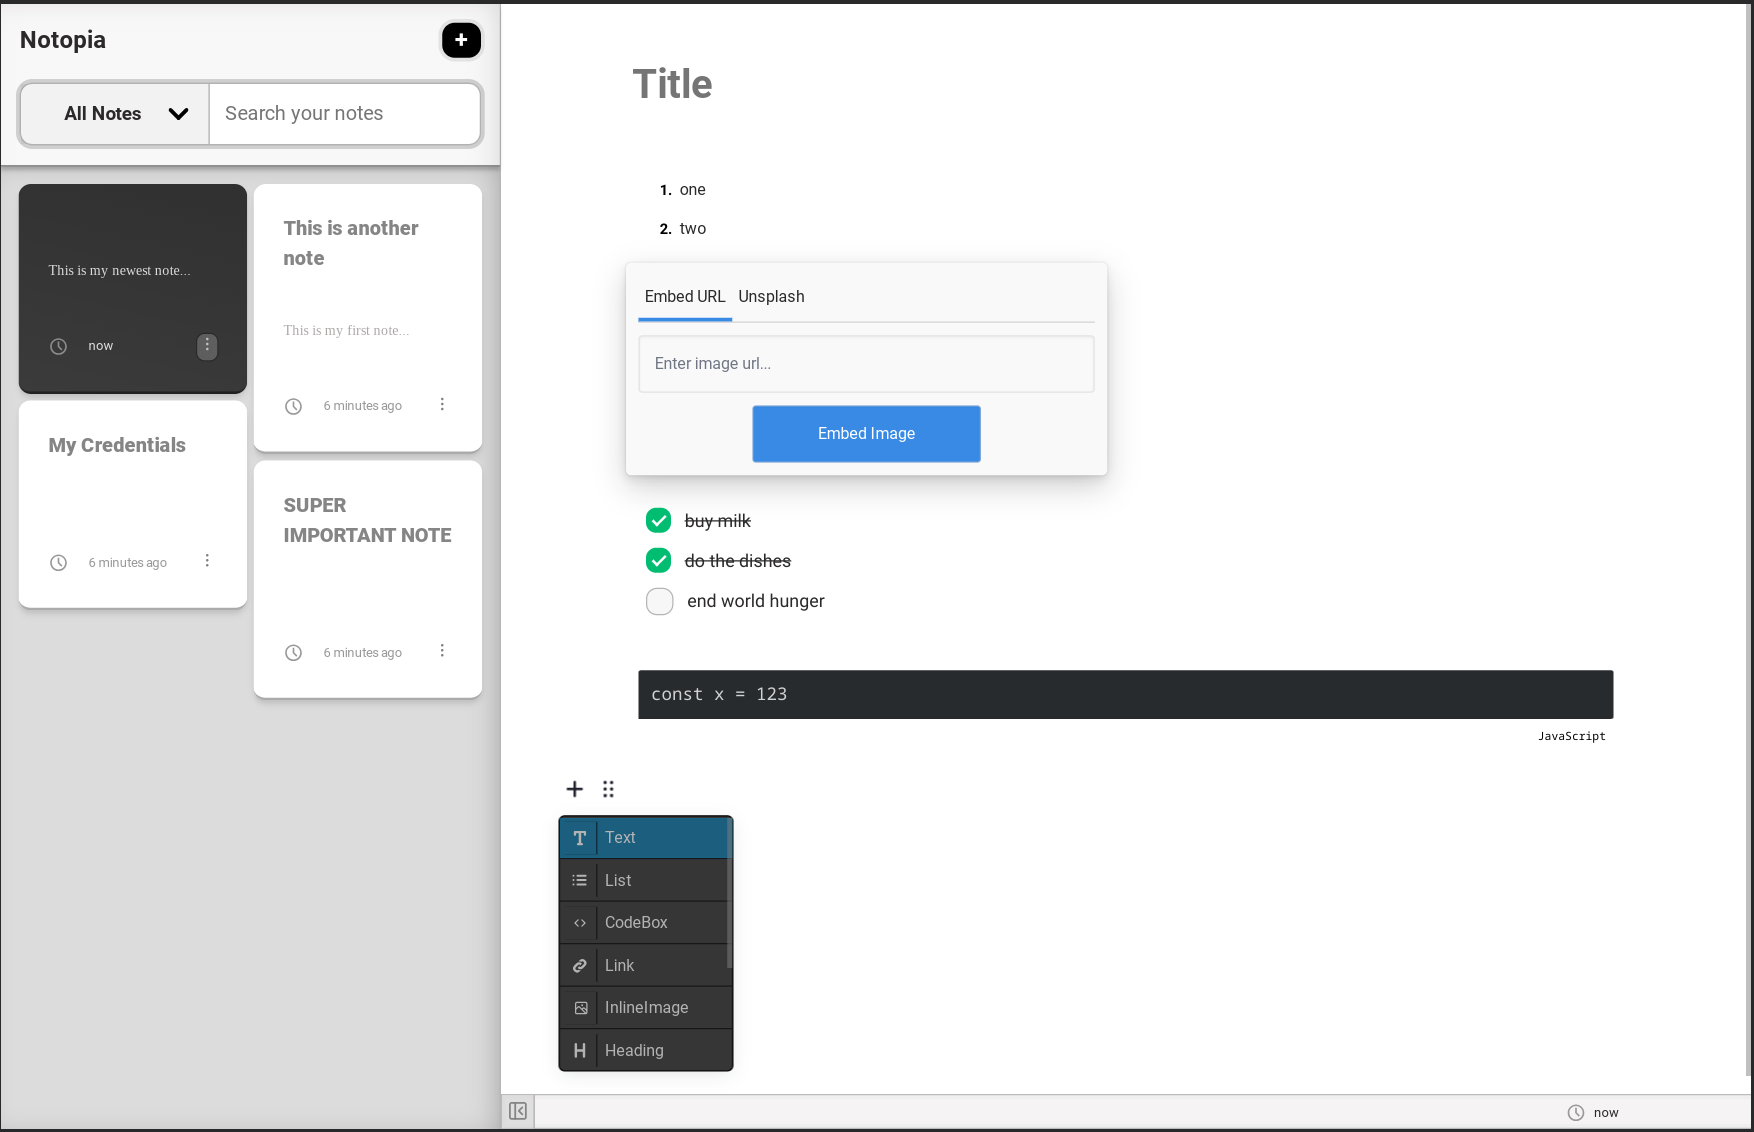 Notopia
+
All Notes
Search your notes
This is my newest note...
now
My Credentials
6 minutes ago
This is another
note
This is my first note...
6 minutes ago
SUPER
IMPORTANT NOTE
6 minutes ago
Title
1. one
2. two
Embed URL Unsplash
Enter image url...
Embed Image
buy milk
do the dishes
end world hunger
const x = 123
JavaScript
Text
List
CodeBox
Link
InlineImage
Heading
now